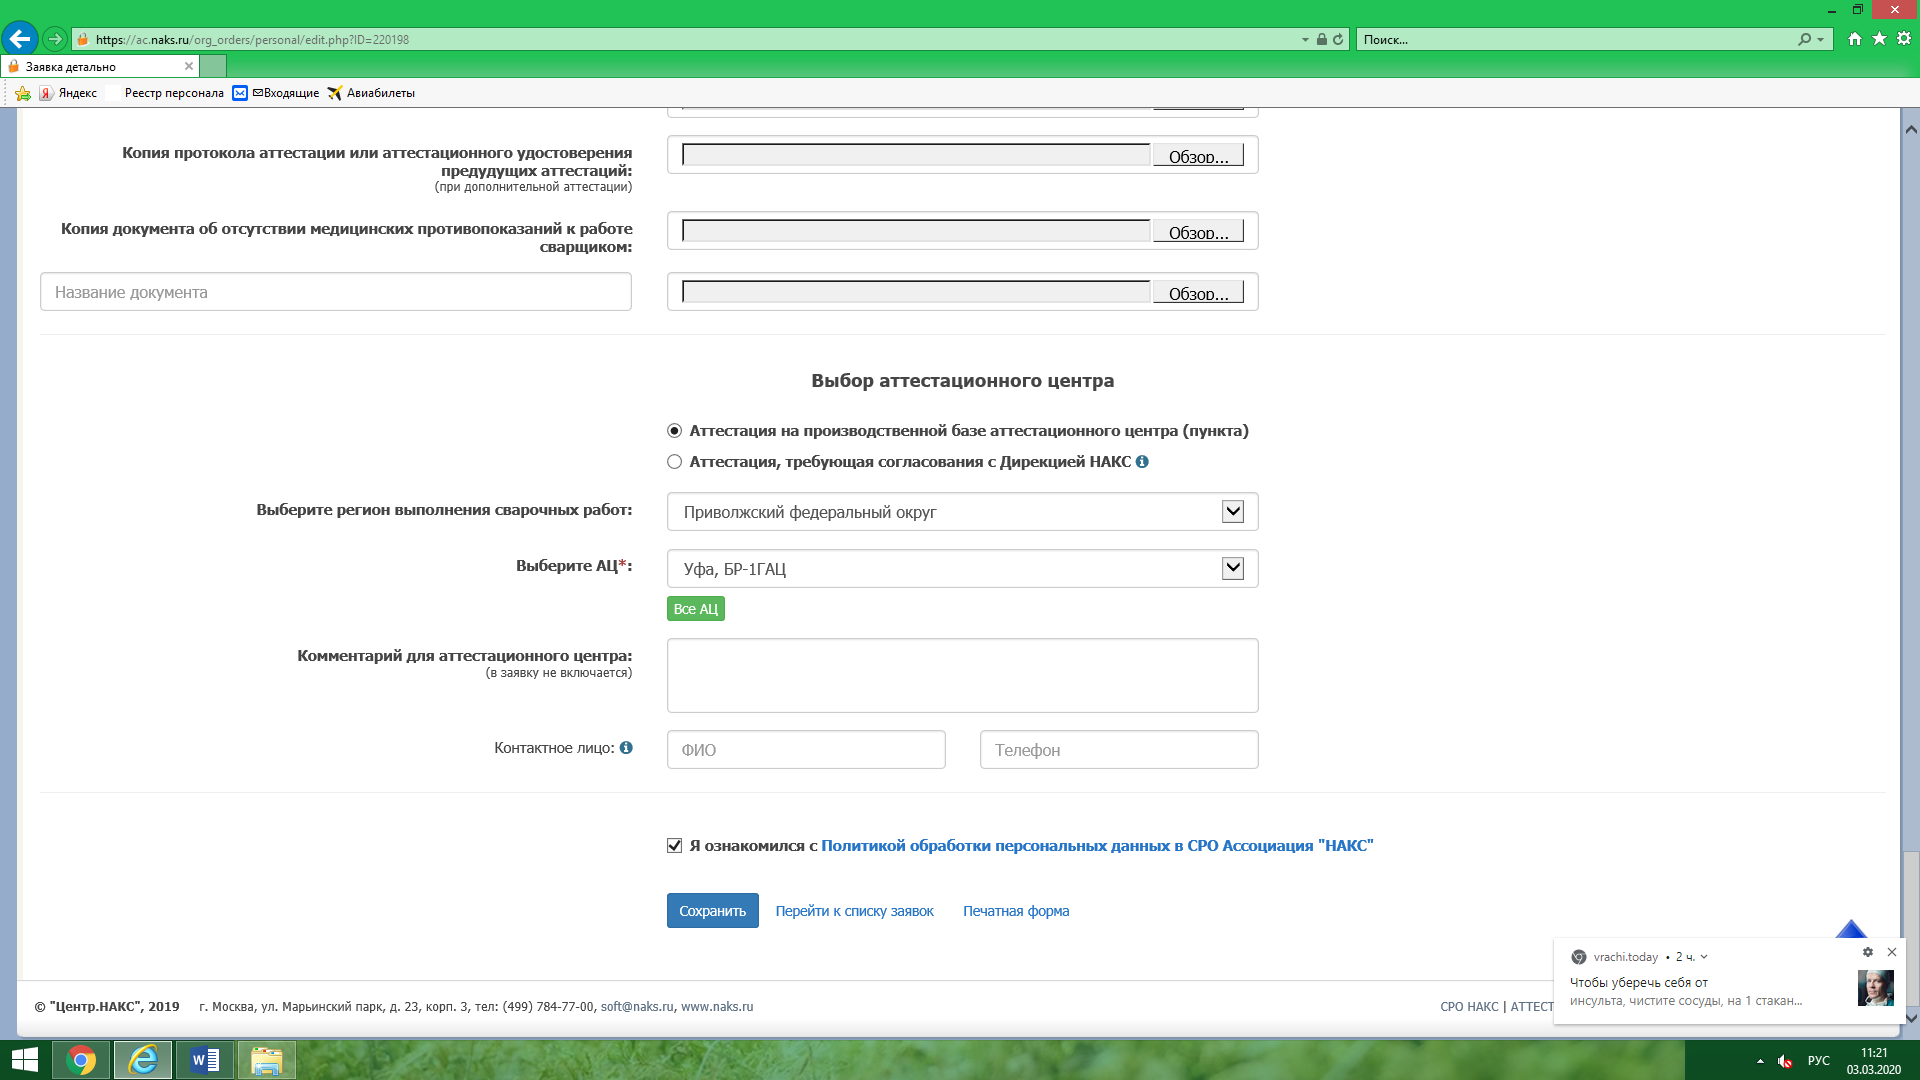 https://ac.naks.ru/org_orders/personal/edit.php?ID=220198
Поиск...
Заявка детально
Яндекс
Реестр персонала
Входящие
Авиабилеты
Копия протокола аттестации или аттестационного удостоверения
предудущих аттестаций:
(при дополнительной аттестации)
Обзор...
Копия документа об отсутствии медицинских противопоказаний к работе
сварщиком:
Обзор...
Название документа
Обзор...
Выбор аттестационного центра
Аттестация на производственной базе аттестационного центра (пункта)
Аттестация, требующая согласования с Дирекцией НАКС
Выберите регион выполнения сварочных работ:
Приволжский федеральный округ
Выберите АЦ*:
Уфа, БР-1ГАЦ
Все АЦ
Комментарий для аттестационного центра:
(в заявку не включается)
Контактное лицо:
ФИО
Телефон
Я ознакомился с Политикой обработки персональных данных в СРО Ассоциация "НАКС"
Сохранить
Перейти к списку заявок
Печатная форма
vrachi.today • 2 ч.
Чтобы уберечь себя от
инсульта, чистите сосуды, на 1 стакан...
© "Центр.НАКС", 2019 г. Москва, ул. Марьинский парк, д. 23, корп. 3, тел: (499) 784-77-00, soft@naks.ru, www.naks.ru
СРО НАКС | АТТЕСТ
РУС
11:21
03.03.2020